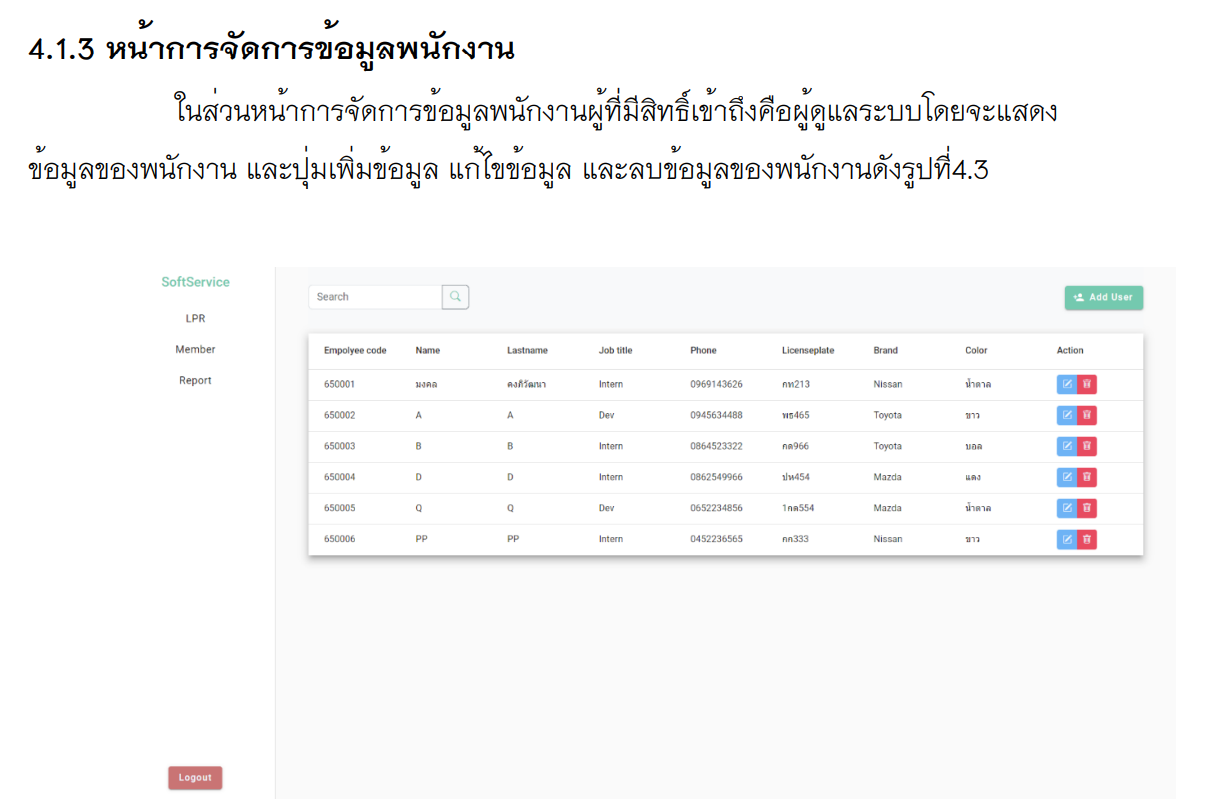 4.1.3 หน้าการจัดการข้อมูลพนักงาน
ในส่วนหน้าการจัดการข้อมูลพนักงานผู้ที่มีสิทธิ์เข้าถึงคือผู้ดูแลระบบโดยจะแสดง
ข้อมูลของพนักงาน และปุ่มเพิ่มข้อมูล แก้ไขข้อมูล และลบข้อมูลของพนักงานดังรูปที่4.3
SoftService
LPR
Member
Report
Logout
Search
Add User
Empolyee code Name Lastname Job title Phone Licenseplate Brand Color Action
650001 มงคล คงภิวัฒนา Intern 0969143626 กท213 Nissan น้ำตาล
650002 A A Dev 0945634488 พธ465 Toyota ขาว
650003 B B Intern 0864523322 กด966 Toyota บอล
650004 D D Intern 0862549966 ปห454 Mazda แดง
650005 Q Q Dev 0652234856 1กด554 Mazda น้ำตาล
650006 PP PP Intern 0452236565 กก333 Nissan ขาว